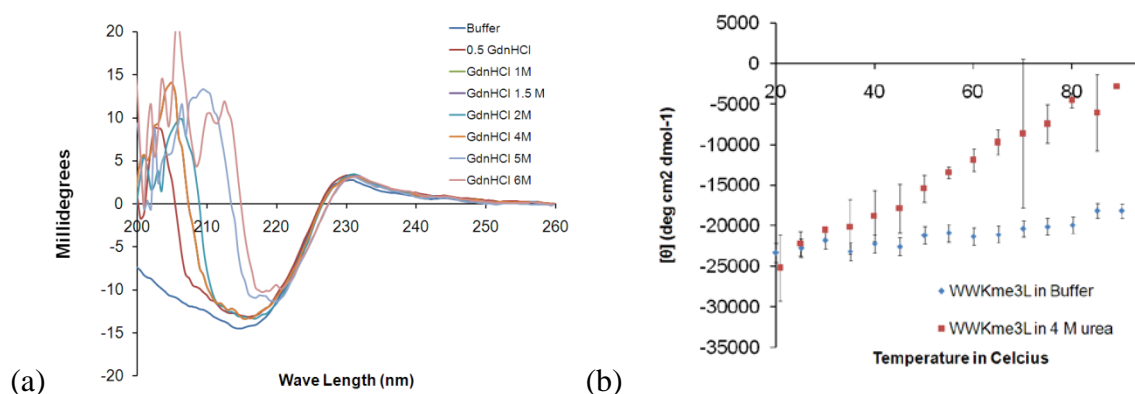 20
15
10
5
0
-5
-10
-15
-20
Millidegrees
200 210 220 230 240 250 260
Wave Length (nm)
Buffer
0.5 GdnHCl
GdnHCl 1M
GdnHCl 1.5 M
GdnHCl 2M
GdnHCl 4M
GdnHCl 5M
GdnHCl 6M
(a)
5000
0
-5000
-10000
-15000
-20000
-25000
-30000
-35000
[θ] (deg cm2 dmol-1)
20 40 60 80
WWKme3L in Buffer
WWKme3L in 4 M urea
Temperature in Celcius
(b)